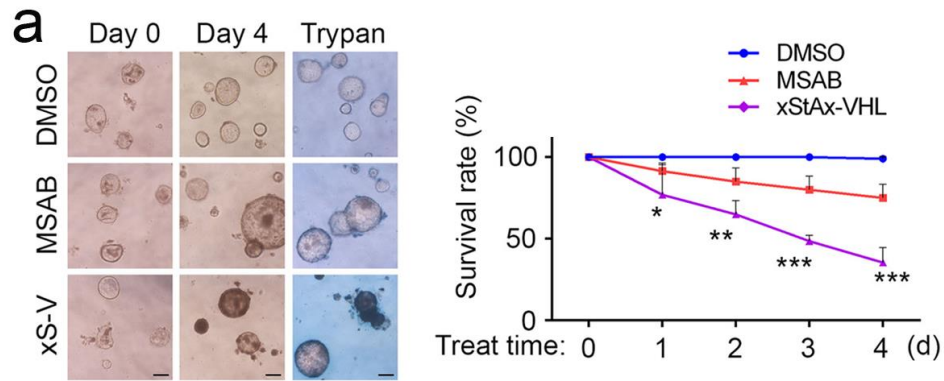 a
Day 0 Day 4 Trypan
DMSO
MSAB
xS-V
DMSO
MSAB
xStAx-VHL
Survival rate (%)
100
50
0
*
**
***
***
Treat time: 0 1 2 3 4 (d)